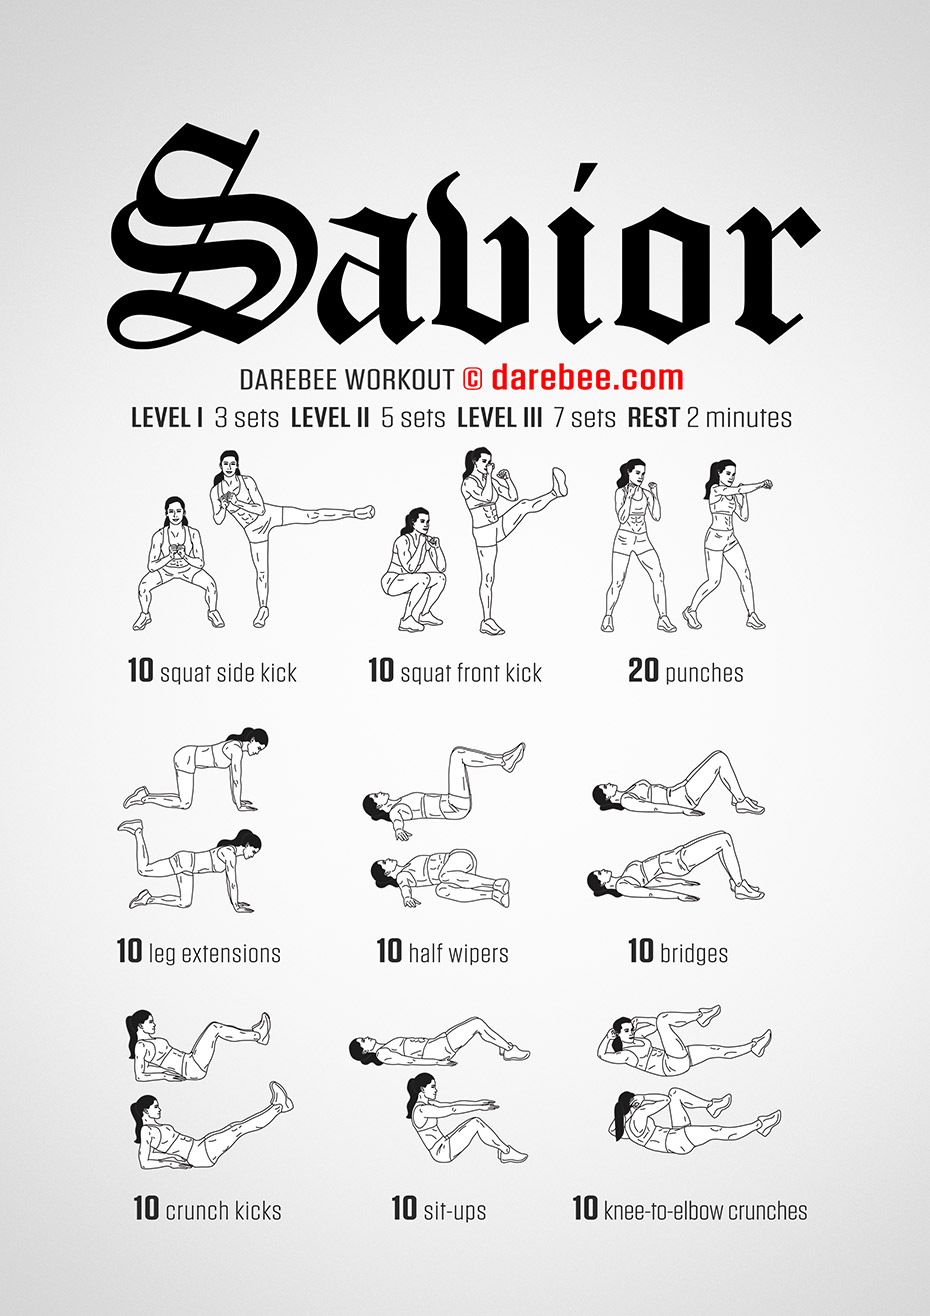 Savior
DAREBEE WORKOUT © darebee.com
LEVEL I 3 sets LEVEL II 5 sets LEVEL III 7 sets REST 2 minutes
10 squat side kick
10 squat front kick
20 punches
10 leg extensions
10 half wipers
10 bridges
10 crunch kicks
10 sit-ups
10 knee-to-elbow crunches